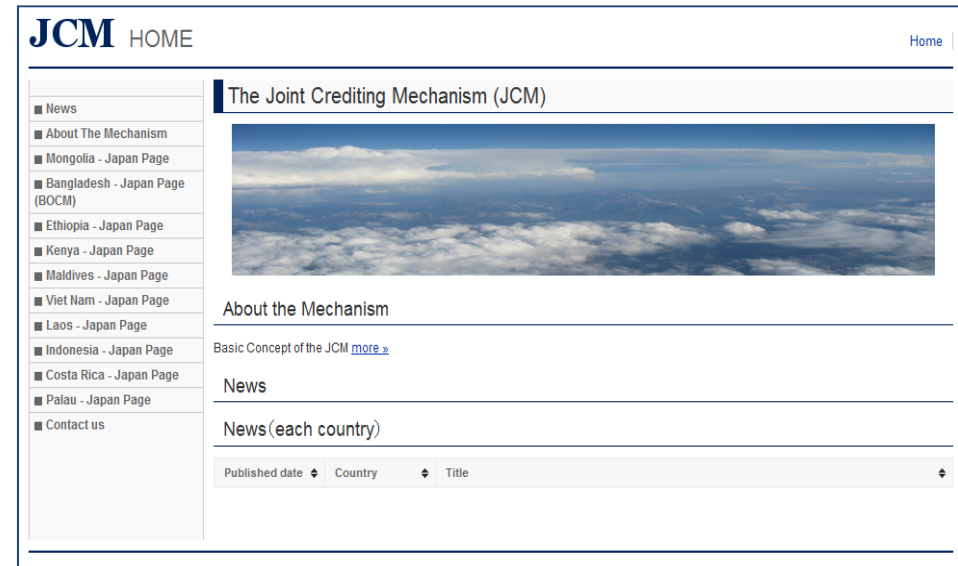 JCM HOME
Home
News
About The Mechanism
Mongolia - Japan Page
Bangladesh - Japan Page
(BOCM)
Ethiopia - Japan Page
Kenya - Japan Page
Maldives - Japan Page
Viet Nam - Japan Page
Laos - Japan Page
Indonesia - Japan Page
Costa Rica - Japan Page
Palau - Japan Page
Contact us
The Joint Crediting Mechanism (JCM)
About the Mechanism
Basic Concept of the JCM more »
News
News（each country）
Published date Country Title